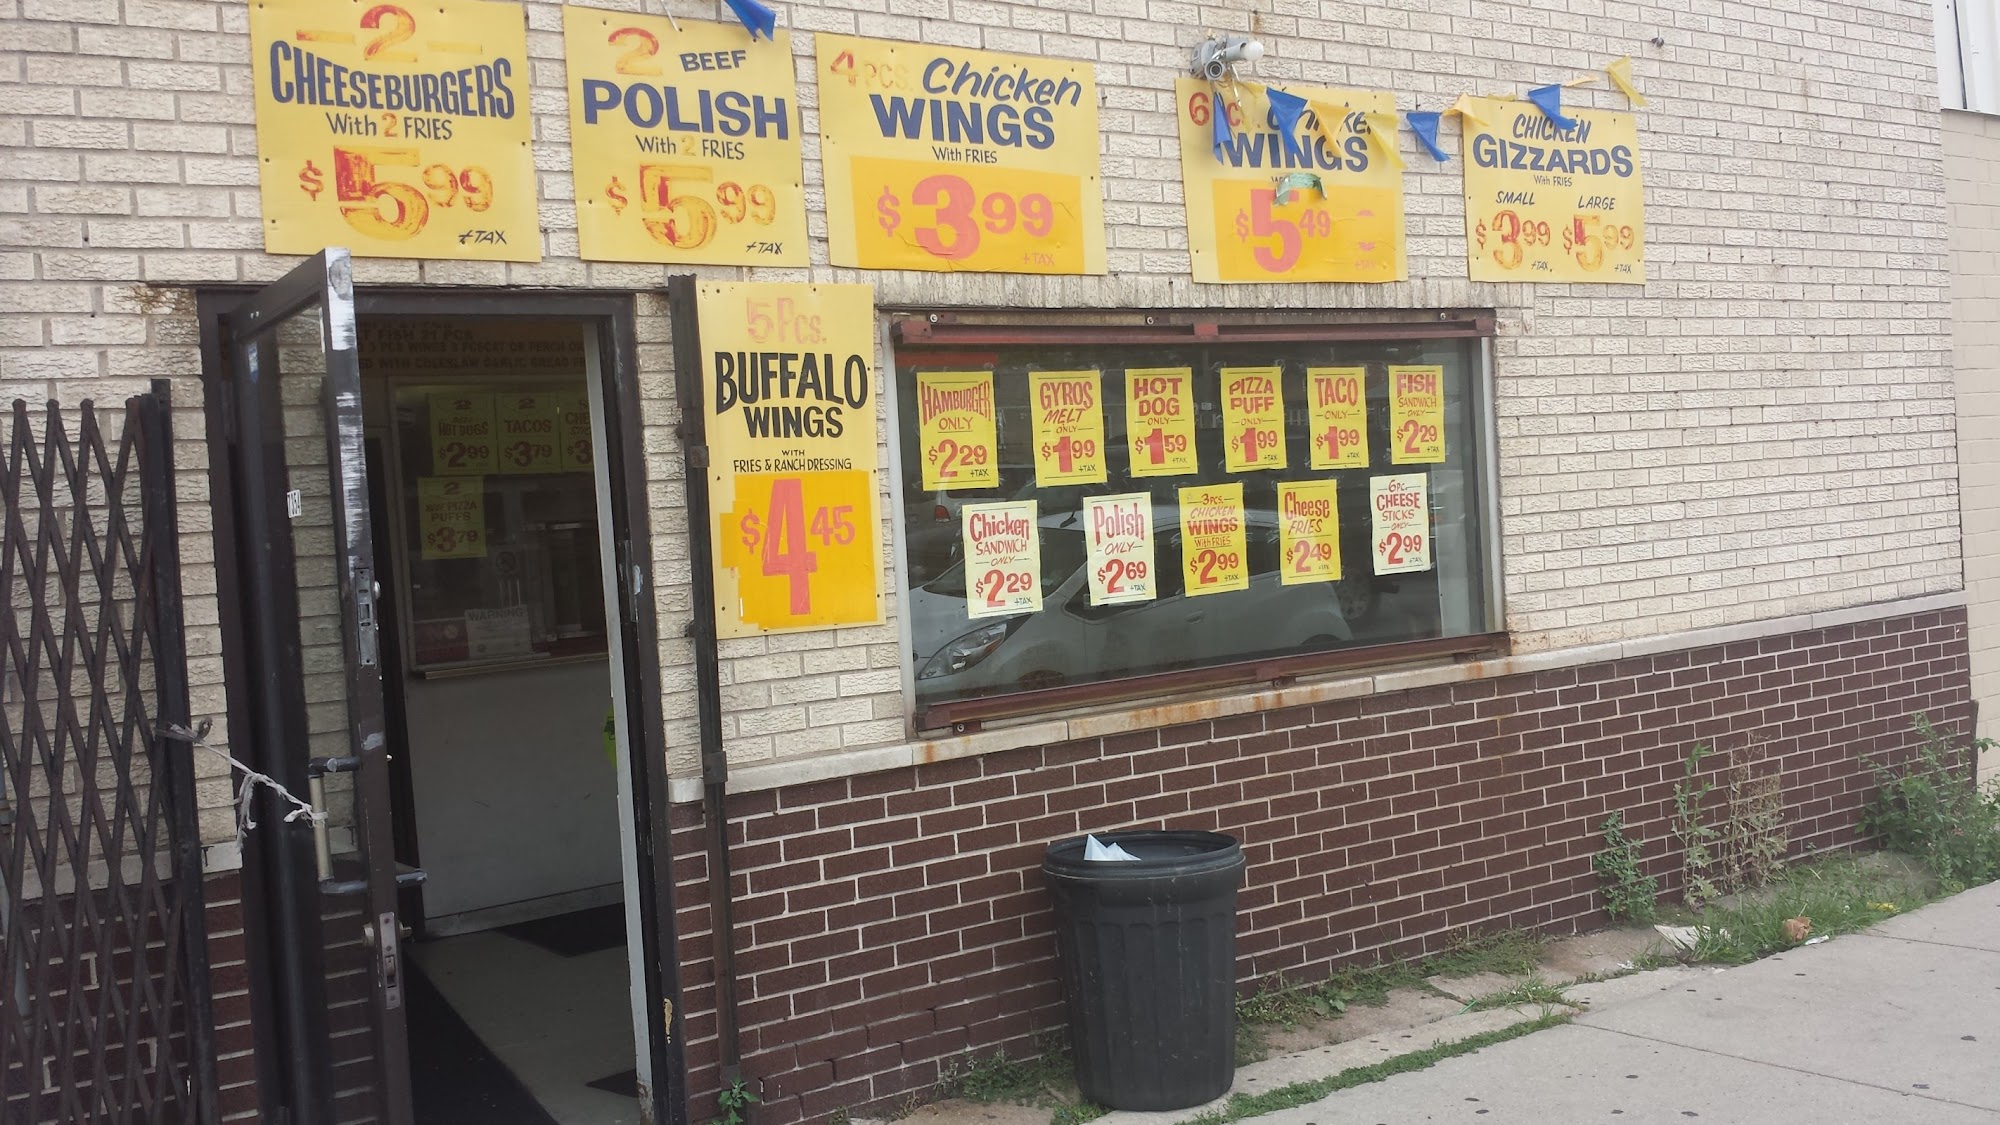 -2-
CHEESEBURGERS
With 2 FRIES
$5.99
+TAX
2 BEEF
POLISH
With 2 FRIES
$5.99
+TAX
4 PCS. Chicken
WINGS
With FRIES
$3.99
+TAX
6
WINGS
$5.49
+TAX
CHICKEN
GIZZARDS
With FRIES
SMALL LARGE
$3.99 $5.99
+TAX +TAX
5 Pcs.
BUFFALO
WINGS
WITH
FRIES & RANCH DRESSING
$4.45
HAMBURGER
ONLY
$2.29
+TAX
GYROS
MELT
ONLY
$1.99
+TAX
HOT
DOG
ONLY
$1.59
+TAX
PIZZA
PUFF
ONLY
$1.99
+TAX
TACO
-ONLY-
$1.99
+TAX
FISH
SANDWICH
ONLY
$2.29
+TAX
Chicken
SANDWICH
ONLY
$2.29
+TAX
Polish
-ONLY-
$2.69
+TAX
3 PCS.
CHICKEN
WINGS
With FRIES
$2.99
+TAX
Cheese
FRIES
$2.49
+TAX
6 PC.
CHEESE
STICKS
ONLY
$2.99
+TAX
2
HOT DOGS
$2.99
2
TACOS
$3.79
2
PIZZA
PUFFS
$3.79
WARNING
7354